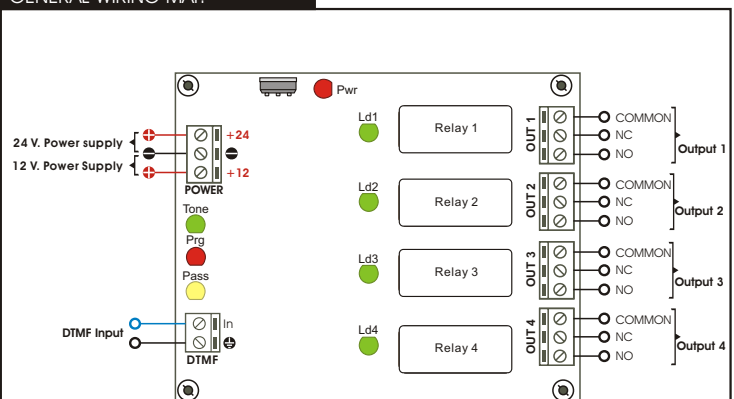 GENERAL WIRING MAP
Pwr
24 V. Power supply
+24
12 V. Power Supply
+12
POWER
Tone
Prg
Pass
DTMF Input
In
DTMF
Ld1
Relay 1
OUT 1
COMMON
NC
NO
Output 1
Ld2
Relay 2
OUT 2
COMMON
NC
NO
Output 2
Ld3
Relay 3
OUT 3
COMMON
NC
NO
Output 3
Ld4
Relay 4
OUT 4
COMMON
NC
NO
Output 4